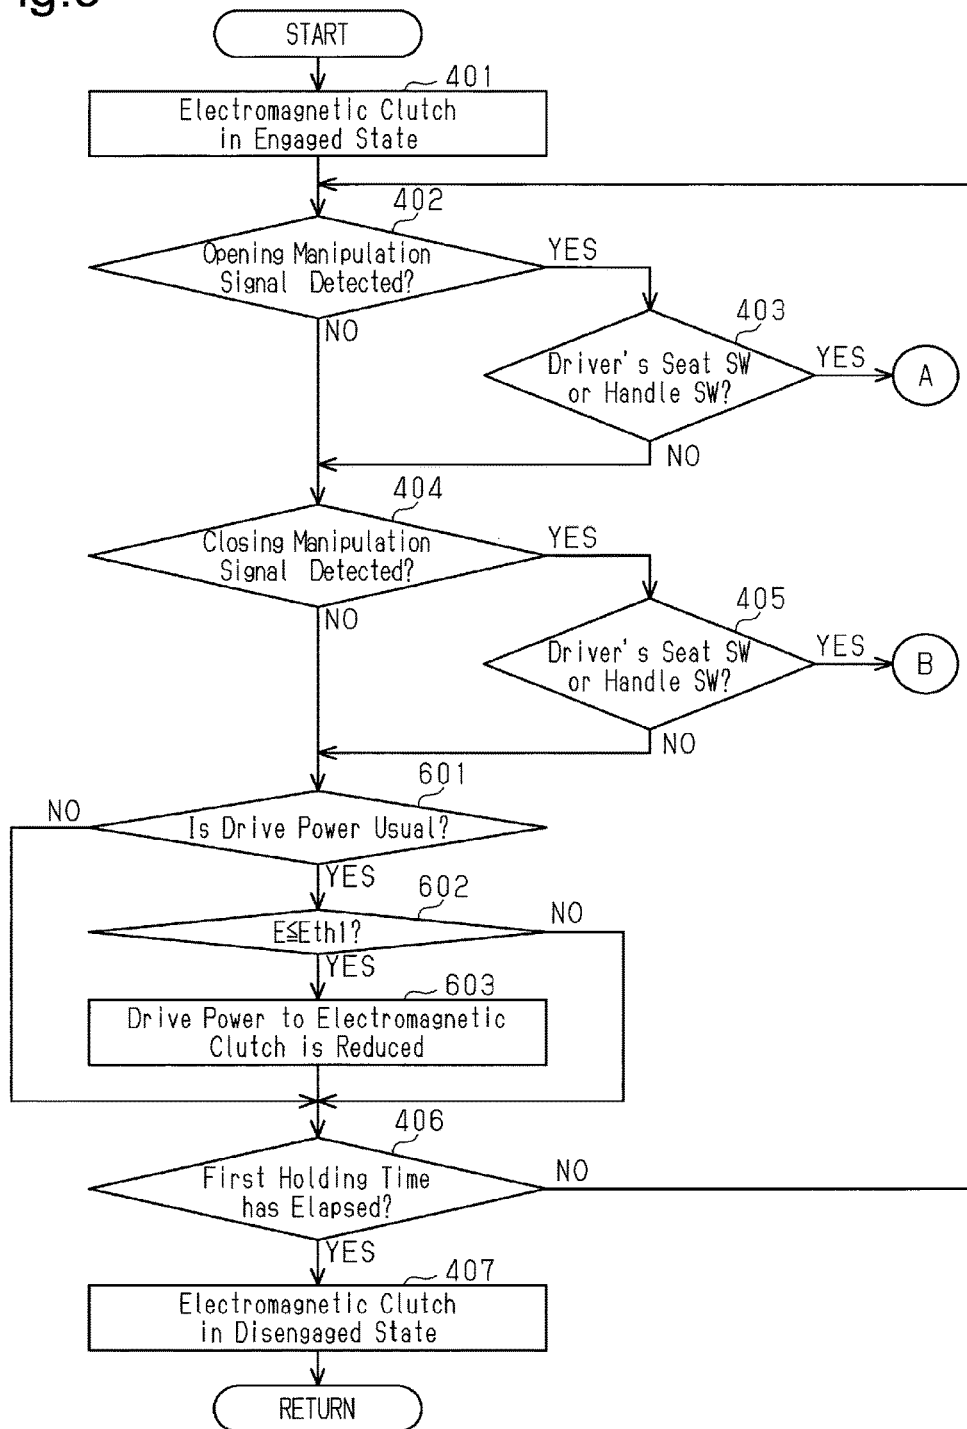 START
401
Electromagnetic Clutch
in Engaged State
402
Opening Manipulation
Signal Detected?
YES
NO
403
Driver's Seat SW
or Handle SW?
YES
A
NO
404
Closing Manipulation
Signal Detected?
YES
NO
405
Driver's Seat SW
or Handle SW?
YES
B
NO
601
NO
Is Drive Power Usual?
YES
602
NO
E≦Eth1?
YES
603
Drive Power to Electromagnetic
Clutch is Reduced
406
First Holding Time
has Elapsed?
NO
YES
407
Electromagnetic Clutch
in Disengaged State
RETURN